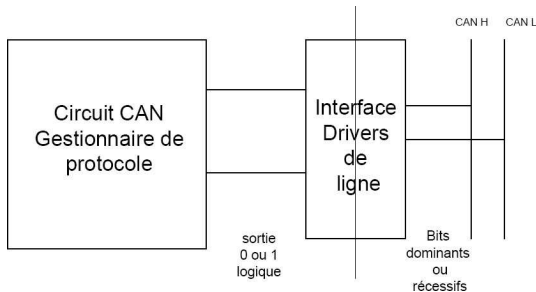 CAN H
CAN L
Circuit CAN
Gestionnaire de
protocole
Interface
Drivers
de
ligne
sortie
0 ou 1
logique
Bits
dominants
ou
récessifs